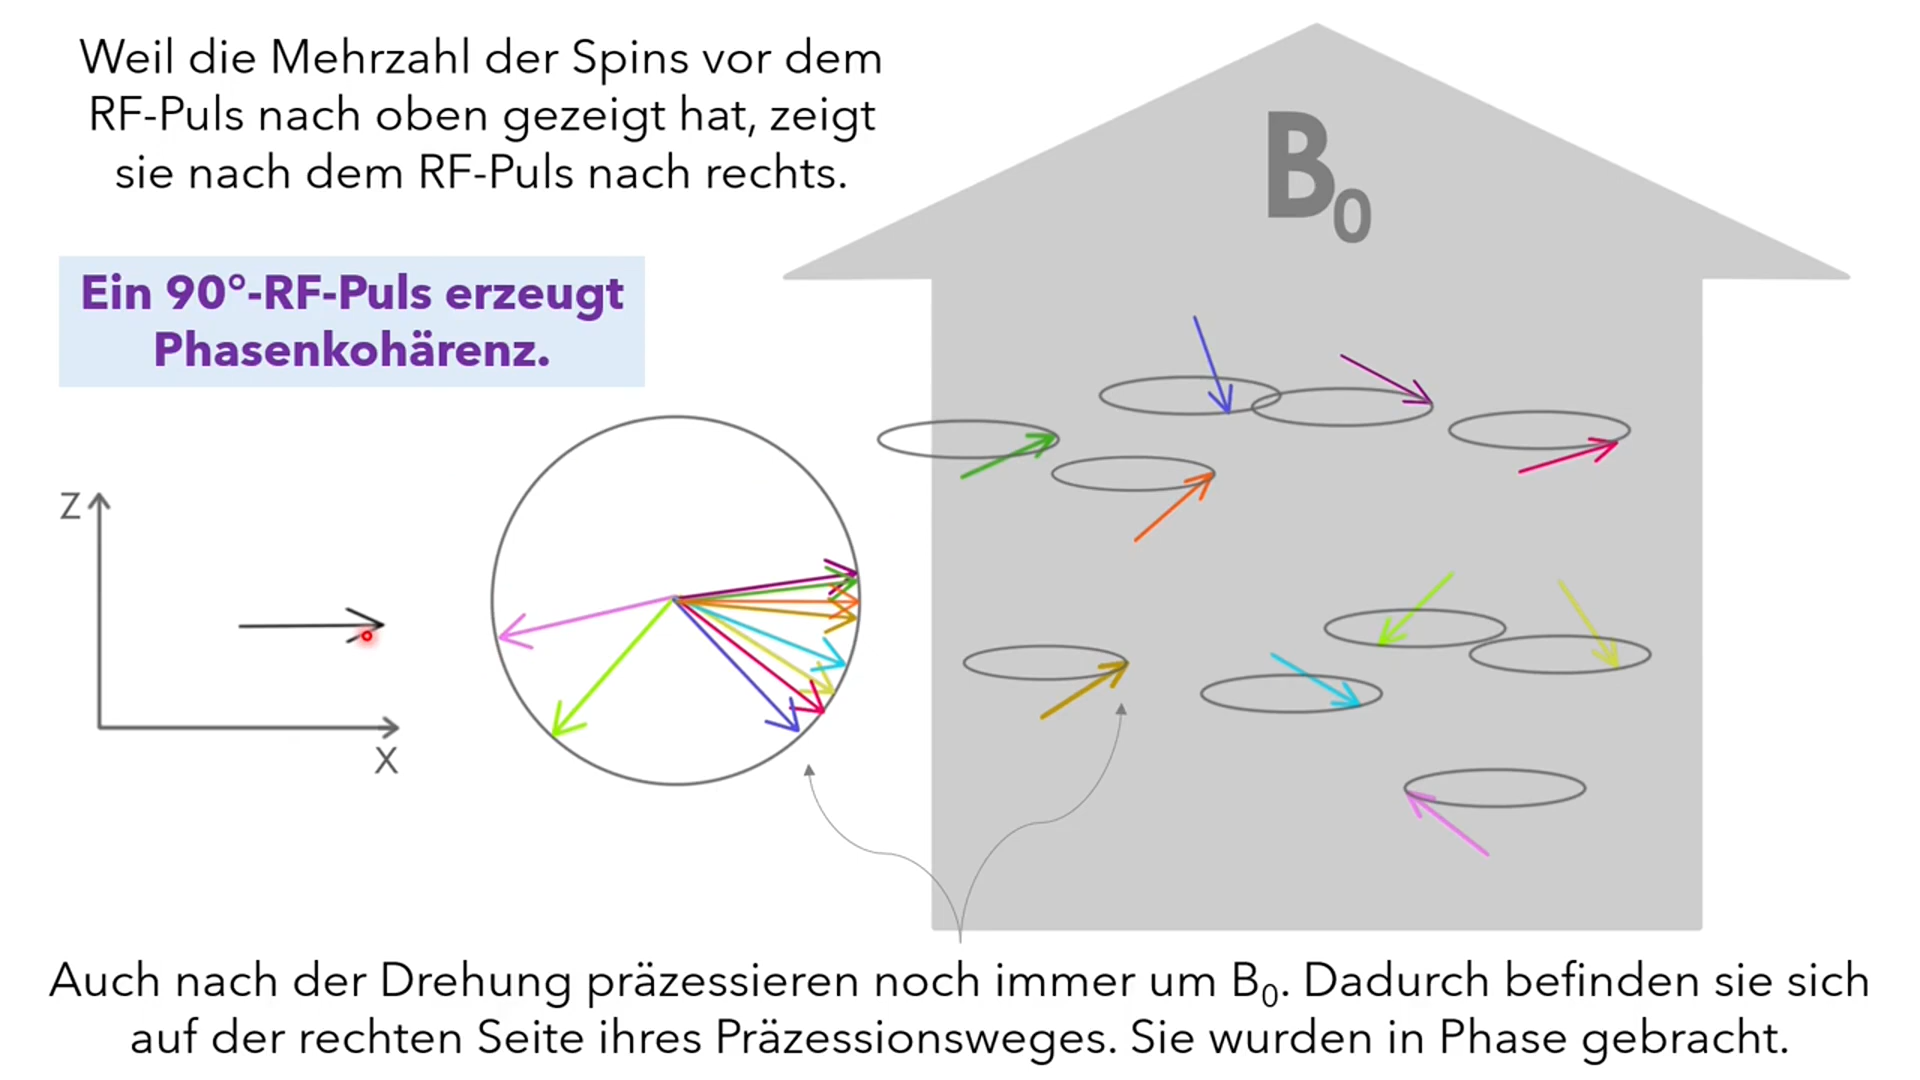 Weil die Mehrzahl der Spins vor dem
RF-Puls nach oben gezeigt hat, zeigt
sie nach dem RF-Puls nach rechts.
Ein 90°-RF-Puls erzeugt
Phasenkohärenz.
B₀
Z
X
Auch nach der Drehung präzessieren noch immer um B₀. Dadurch befinden sie sich
auf der rechten Seite ihres Präzessionsweges. Sie wurden in Phase gebracht.